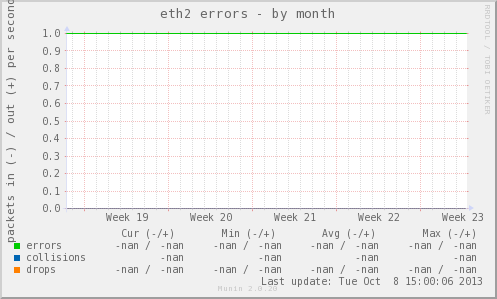 eth2 errors - by month
RRDTOOL / TOBI OETIKER
packets in (-) / out (+) per second
1.0
0.9
0.8
0.7
0.6
0.5
0.4
0.3
0.2
0.1
0.0
Week 19 Week 20 Week 21 Week 22 Week 23
Cur (-/+) Min (-/+) Avg (-/+) Max (-/+)
errors -nan / -nan -nan / -nan -nan / -nan -nan / -nan
collisions -nan -nan -nan -nan
drops -nan / -nan -nan / -nan -nan / -nan -nan / -nan
Last update: Tue Oct 8 15:00:06 2013
Munin 2.0.20